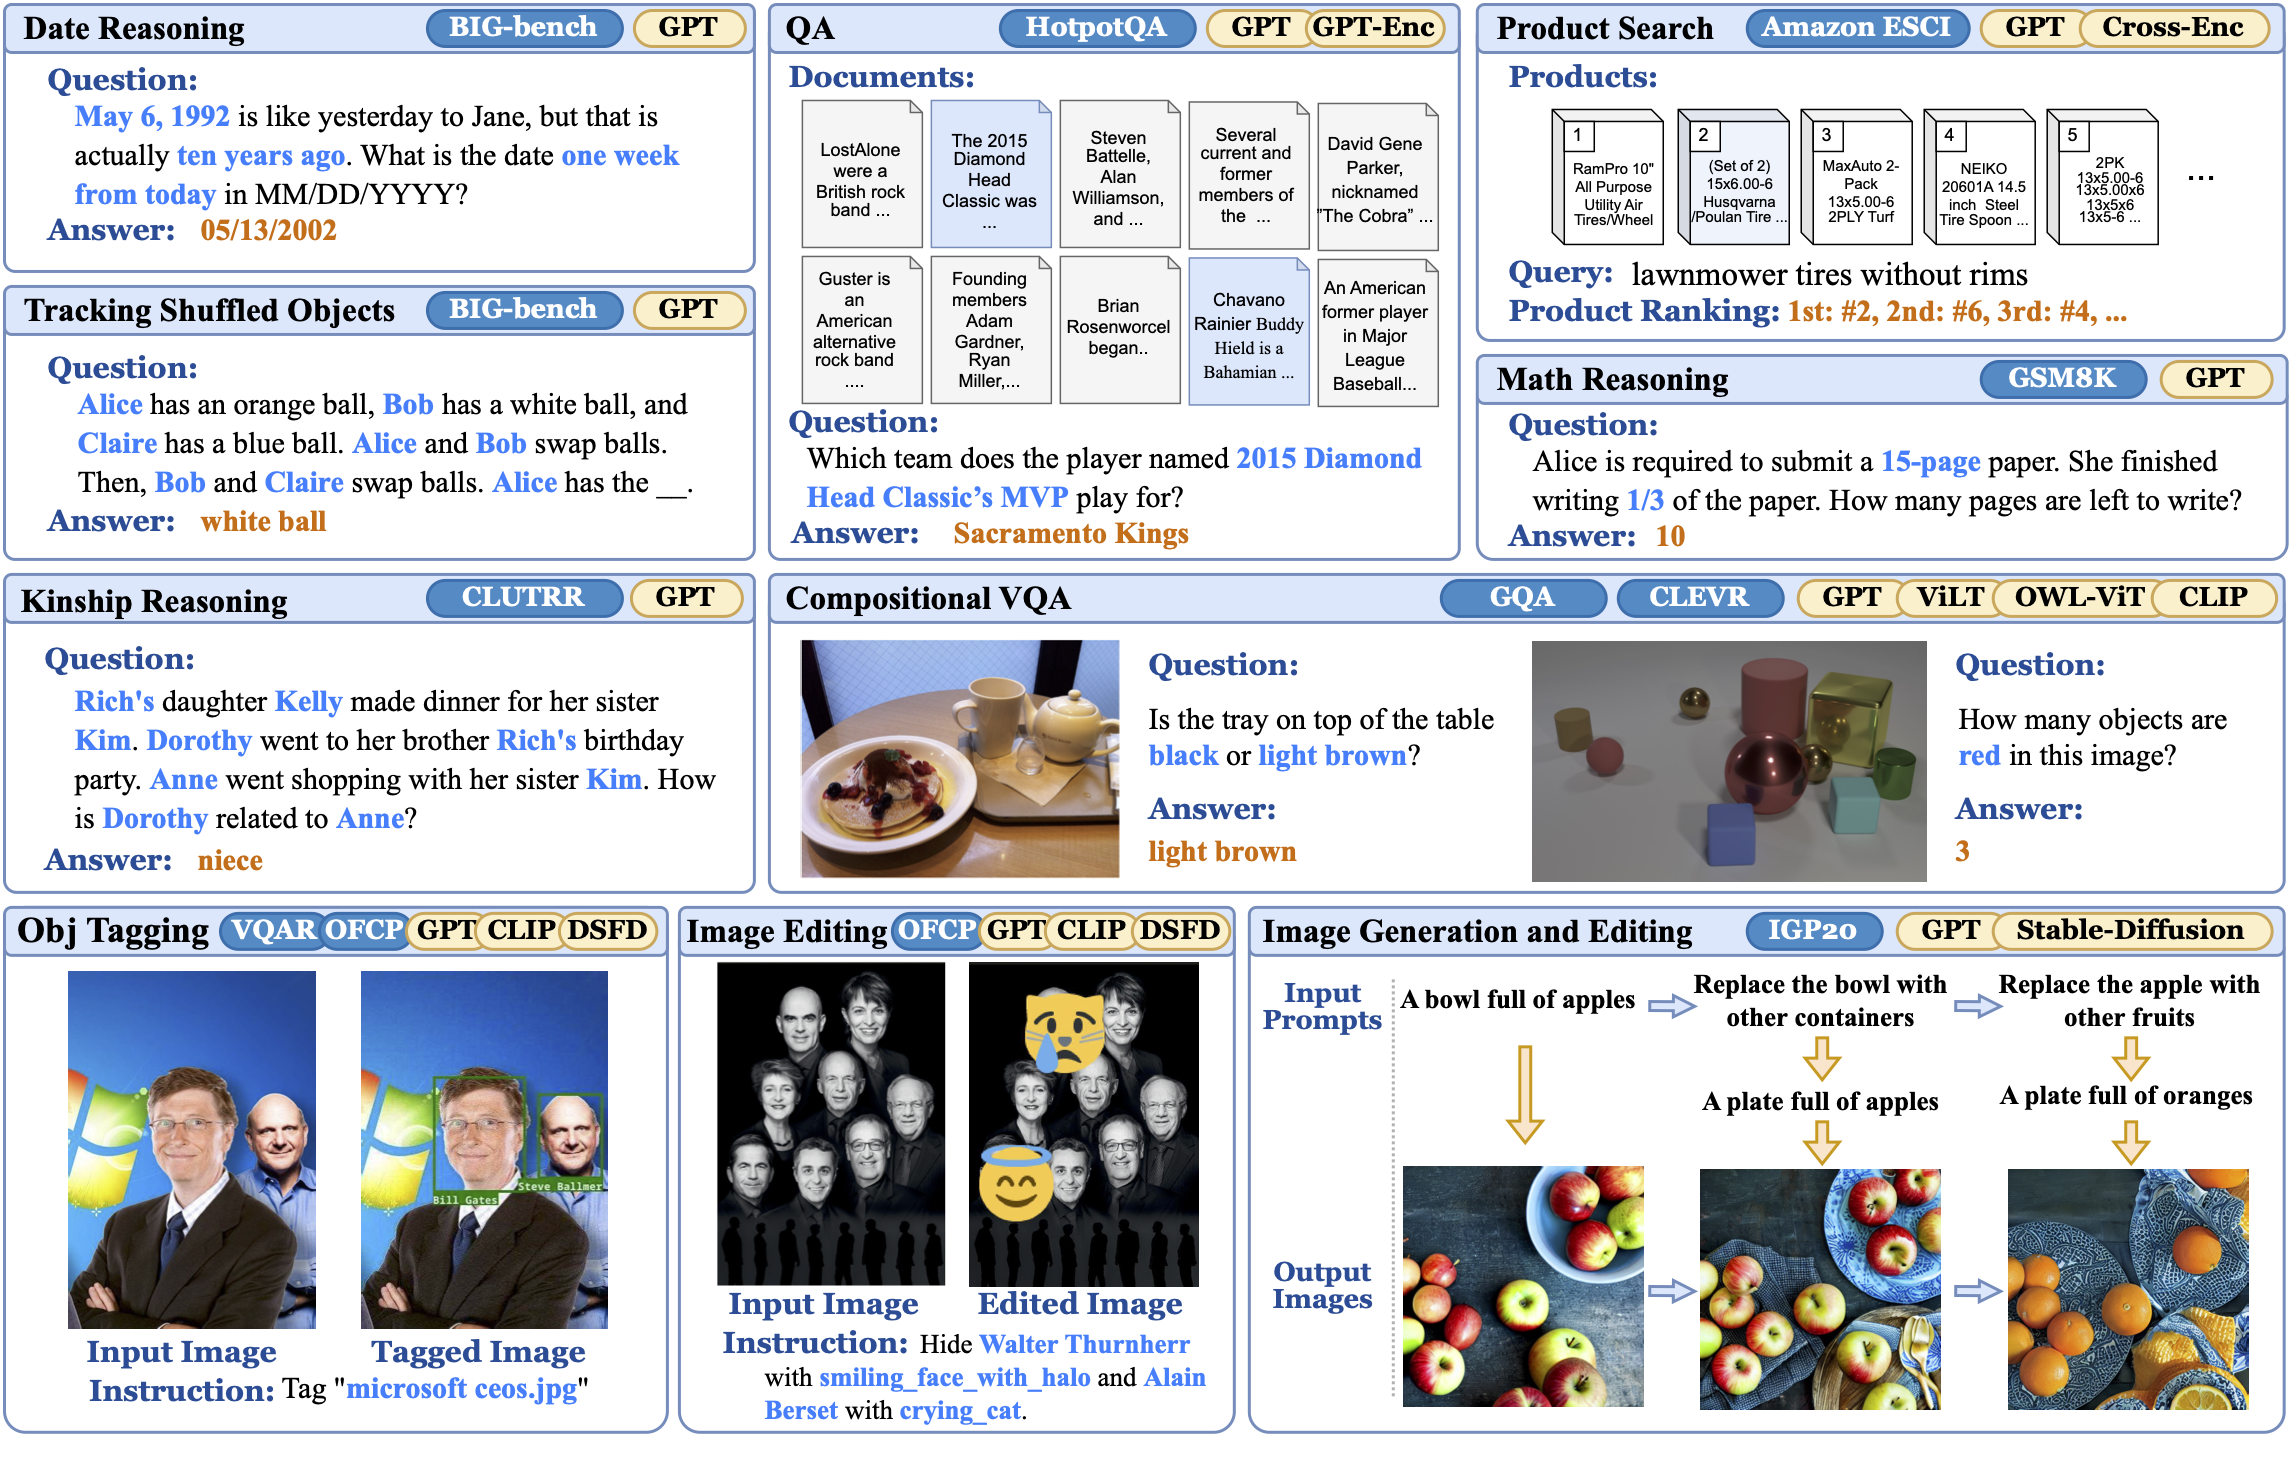 Date Reasoning BIG-bench GPT
Question:
May 6, 1992 is like yesterday to Jane, but that is
actually ten years ago. What is the date one week
from today in MM/DD/YYYY?
Answer: 05/13/2002
Tracking Shuffled Objects BIG-bench GPT
Question:
Alice has an orange ball, Bob has a white ball, and
Claire has a blue ball. Alice and Bob swap balls.
Then, Bob and Claire swap balls. Alice has the __.
Answer: white ball
Kinship Reasoning CLUTRR GPT
Question:
Rich's daughter Kelly made dinner for her sister
Kim. Dorothy went to her brother Rich's birthday
party. Anne went shopping with her sister Kim. How
is Dorothy related to Anne?
Answer: niece
QA HotpotQA GPT GPT-Enc
Documents:
LostAlone
were a
British rock
band ...
The 2015
Diamond
Head
Classic was
...
Steven
Battelle,
Alan
Williamson,
and ...
Several
current and
former
members of
the ...
David Gene
Parker,
nicknamed
"The Cobra" ...
Guster is
an
American
alternative
rock band
....
Founding
members
Adam
Gardner,
Ryan
Miller,...
Brian
Rosenworcel
began..
Chavano
Rainier Buddy
Hield is a
Bahamian ...
An American
former player
in Major
League
Baseball...
Question:
Which team does the player named 2015 Diamond
Head Classic’s MVP play for?
Answer: Sacramento Kings
Product Search Amazon ESCI GPT Cross-Enc
Products:
1
RamPro 10"
All Purpose
Utility Air
Tires/Wheel
2
(Set of 2)
15x6.00-6
Husqvarna
/Poulan Tire ...
3
MaxAuto 2-
Pack
13x5.00-6
2PLY Turf
4
NEIKO
20601A 14.5
inch Steel
Tire Spoon ...
5
2PK
13x5.00-6
13x5.00x6
13x5x6
13x5-6 ...
...
Query: lawnmower tires without rims
Product Ranking: 1st: #2, 2nd: #6, 3rd: #4, ...
Math Reasoning GSM8K GPT
Question:
Alice is required to submit a 15-page paper. She finished
writing 1/3 of the paper. How many pages are left to write?
Answer: 10
Compositional VQA GQA CLEVR GPT ViLT OWL-ViT CLIP
Question:
Is the tray on top of the table
black or light brown?
Answer:
light brown
Question:
How many objects are
red in this image?
Answer:
3
Obj Tagging VQAR OFCP GPT CLIP DSFD
Bill Gates
Steve Ballmer
Input Image Tagged Image
Instruction: Tag "microsoft ceos.jpg"
Image Editing OFCP GPT CLIP DSFD
Input Image Edited Image
Instruction: Hide Walter Thurnherr
with smiling_face_with_halo and Alain
Berset with crying_cat.
Image Generation and Editing IGP20 GPT Stable-Diffusion
Input
Prompts
A bowl full of apples
Replace the bowl with
other containers
Replace the apple with
other fruits
A plate full of apples
A plate full of oranges
Output
Images